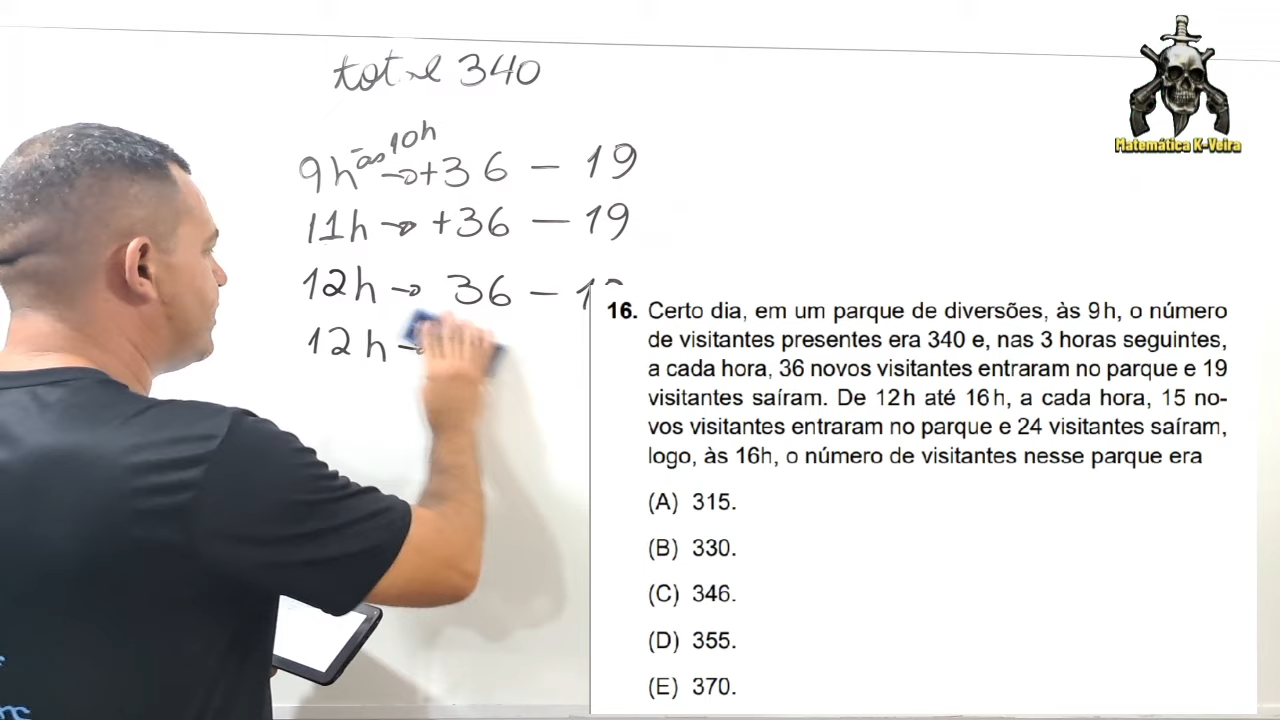 total 340
às 10h
9h → +36 – 19
11h → +36 – 19
12h → 36 – 19
12h →
Matemática K-Veira
16. Certo dia, em um parque de diversões, às 9h, o número
de visitantes presentes era 340 e, nas 3 horas seguintes,
a cada hora, 36 novos visitantes entraram no parque e 19
visitantes saíram. De 12h até 16h, a cada hora, 15 no-
vos visitantes entraram no parque e 24 visitantes saíram,
logo, às 16h, o número de visitantes nesse parque era
(A) 315.
(B) 330.
(C) 346.
(D) 355.
(E) 370.